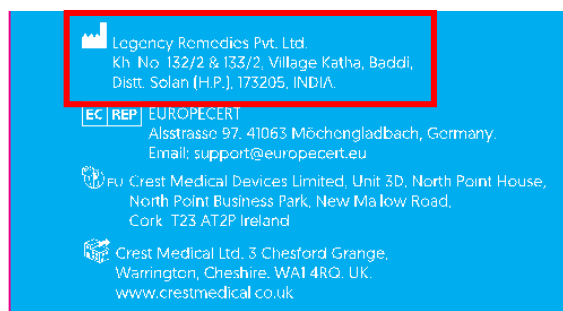 Legency Remedies Pvt. Ltd.
Kh. No. 132/2 & 133/2, Village Katha, Baddi,
Distt. Solan (H.P.), 173205, INDIA.
EC REP EUROPECERT
Alsstrasse 97, 41063 Möchengladbach, Germany.
Email: support@europecert.eu
EU Crest Medical Devices Limited, Unit 3D, North Point House,
North Point Business Park, New Mallow Road,
Cork T23 AT2P Ireland
Crest Medical Ltd. 3 Chesford Grange,
Warrington, Cheshire. WA1 4RQ. UK.
www.crestmedical.co.uk